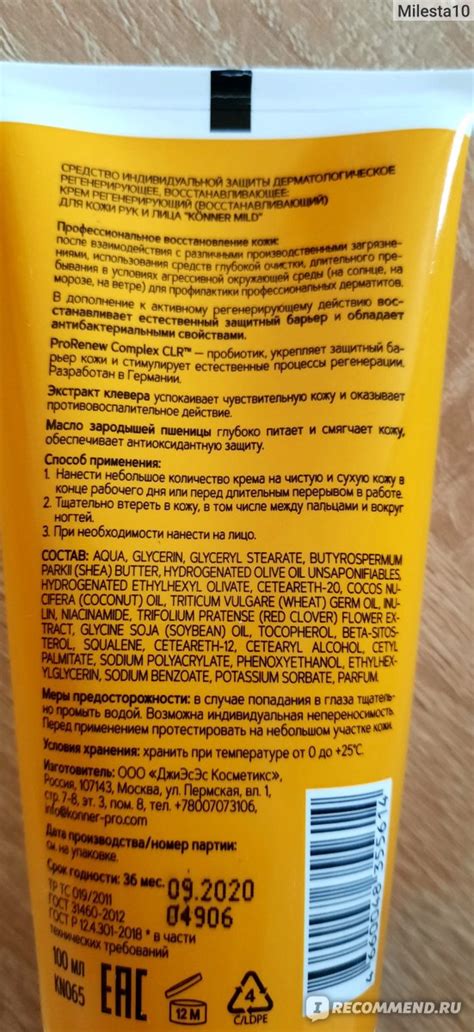 Milesta10
СРЕДСТВО ИНДИВИДУАЛЬНОЙ ЗАЩИТЫ ДЕРМАТОЛОГИЧЕСКОЕ
РЕГЕНЕРИРУЮЩЕЕ, ВОССТАНАВЛИВАЮЩЕЕ:
КРЕМ РЕГЕНЕРИРУЮЩИЙ (ВОССТАНАВЛИВАЮЩИЙ)
ДЛЯ КОЖИ РУК И ЛИЦА "KONNER MILD"
Профессиональное восстановление кожи:
после взаимодействия с различными производственными загрязне-
ниями, использования средств глубокой очистки, длительного пре-
бывания в условиях агрессивной окружающей среды (на солнце, на
морозе, на ветре) для профилактики профессиональных дерматитов.
В дополнение к активному регенерирующему действию вос-
станавливает естественный защитный барьер и обладает
антибактериальными свойствами.
ProRenew Complex CLR™ — пробиотик, укрепляет защитный ба-
рьер кожи и стимулирует естественные процессы регенерации.
Разработан в Германии.
Экстракт клевера успокаивает чувствительную кожу и оказывает
противовоспалительное действие.
Масло зародышей пшеницы глубоко питает и смягчает кожу,
обеспечивает антиоксидантную защиту.
Способ применения:
1. Нанести небольшое количество крема на чистую и сухую кожу в
конце рабочего дня или перед длительным перерывом в работе.
2. Тщательно втереть в кожу, в том числе между пальцами и вокруг
ногтей.
3. При необходимости нанести на лицо.
СОСТАВ: AQUA, GLYCERIN, GLYCERYL STEARATE, BUTYROSPERMUM
PARKII (SHEA) BUTTER, HYDROGENATED OLIVE OIL UNSAPONIFIABLES,
HYDROGENATED ETHYLHEXYL OLIVATE, CETEARETH-20, COCOS NU-
CIFERA (COCONUT) OIL, TRITICUM VULGARE (WHEAT) GERM OIL, INU-
LIN, NIACINAMIDE, TRIFOLIUM PRATENSE (RED CLOVER) FLOWER EX-
TRACT, GLYCINE SOJA (SOYBEAN) OIL, TOCOPHEROL, BETA-SITOS-
TEROL, SQUALENE, CETEARETH-12, CETEARYL ALCOHOL, CETYL
PALMITATE, SODIUM POLYACRYLATE, PHENOXYETHANOL, ETHYLHEX-
YLGLYCERIN, SODIUM BENZOATE, POTASSIUM SORBATE, PARFUM.
Меры предосторожности: в случае попадания в глаза тщатель-
но промыть водой. Возможна индивидуальная непереносимость.
Перед применением протестировать на небольшом участке кожи.
Условия хранения: хранить при температуре от 0 до +25°C.
Изготовитель: ООО «ДжиЭсЭс Косметикс»,
Россия, 107143, Москва, ул. Пермская, вл. 1,
стр. 7-8, эт. 3, пом. 8, тел. +78007073106,
info@konner-pro.com
Дата производства/номер партии:
см. на упаковке.
Срок годности: 36 мес.
09.2020
04906
ТР ТС 019/2011
ГОСТ 31460-2012
ГОСТ Р 12.4.301-2018 * в части
технических требований
100 МЛ
KN065
EAC
12 M
4
C/LDPE
4 660048 355614
IRECOMMEND.RU